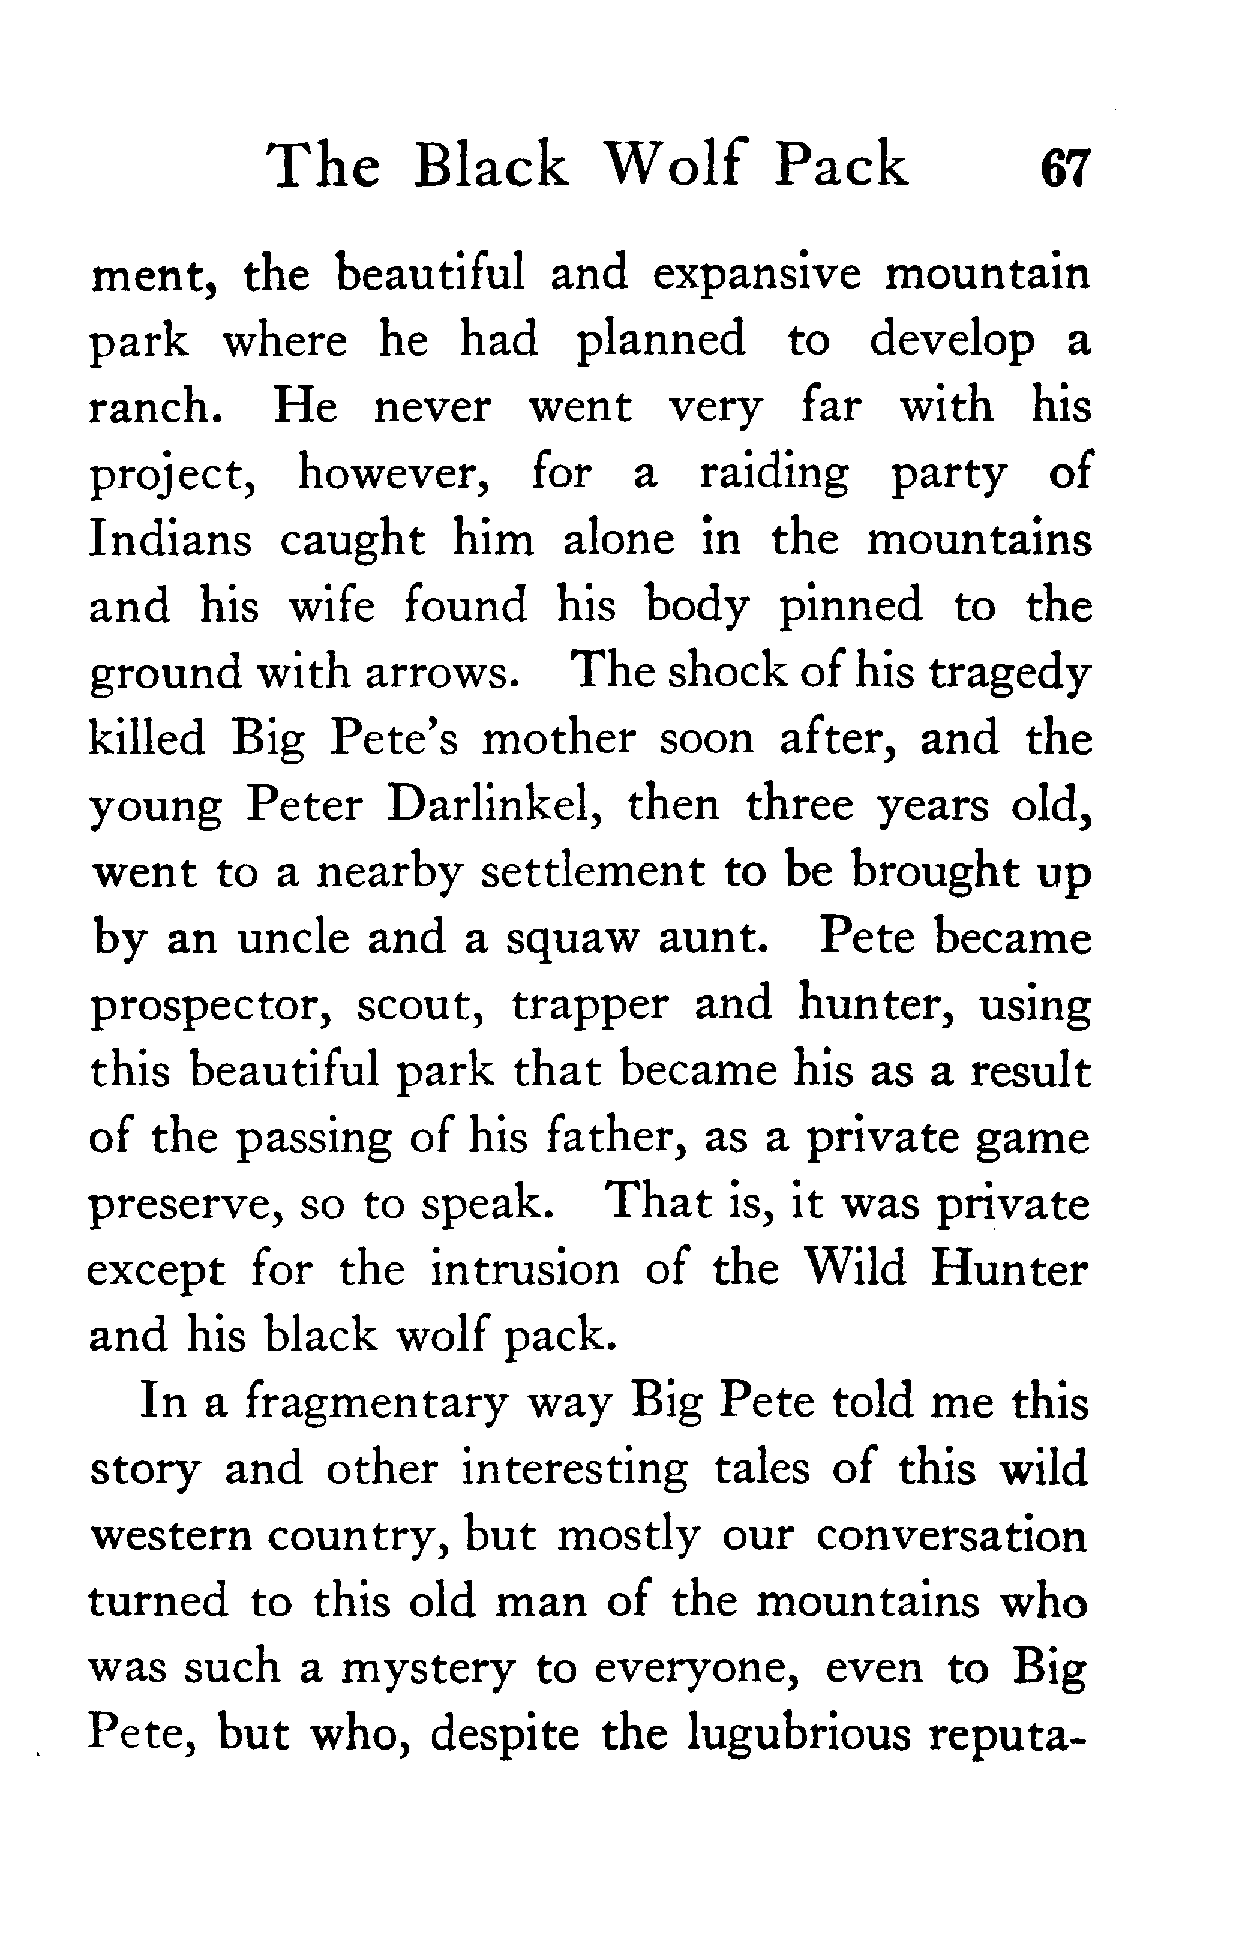 The Black Wolf Pack 67
ment, the beautiful and expansive mountain
park where he had planned to develop a
ranch. He never went very far with his
project, however, for a raiding party of
Indians caught him alone in the mountains
and his wife found his body pinned to the
ground with arrows. The shock of his tragedy
killed Big Pete's mother soon after, and the
young Peter Darlinkel, then three years old,
went to a nearby settlement to be brought up
by an uncle and a squaw aunt. Pete became
prospector, scout, trapper and hunter, using
this beautiful park that became his as a result
of the passing of his father, as a private game
preserve, so to speak. That is, it was private
except for the intrusion of the Wild Hunter
and his black wolf pack.
In a fragmentary way Big Pete told me this
story and other interesting tales of this wild
western country, but mostly our conversation
turned to this old man of the mountains who
was such a mystery to everyone, even to Big
Pete, but who, despite the lugubrious reputa-